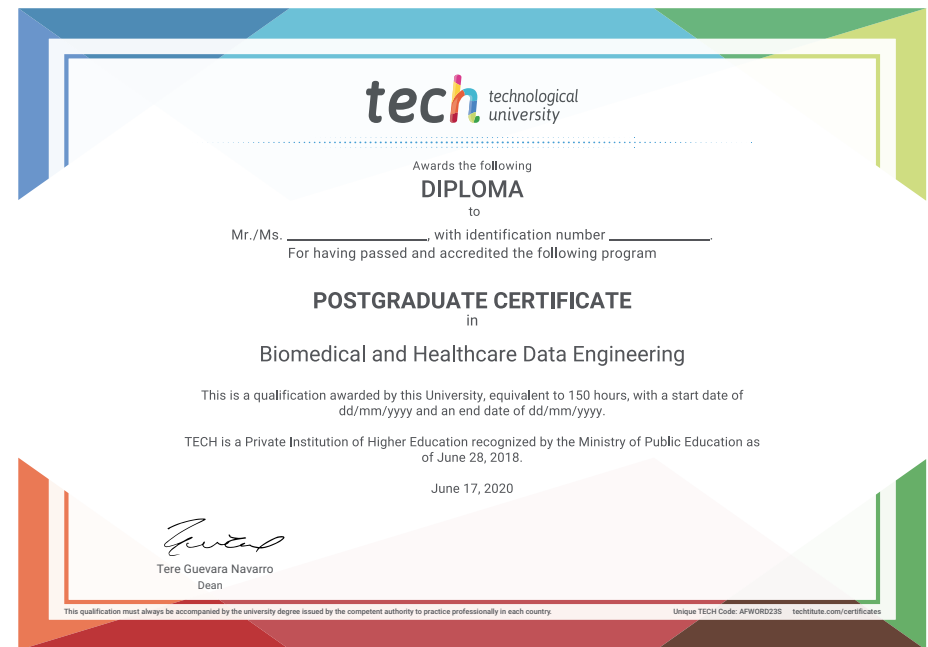 tech technological
university
Awards the following
DIPLOMA
to
Mr./Ms. ____________________, with identification number ______________.
For having passed and accredited the following program
POSTGRADUATE CERTIFICATE
in
Biomedical and Healthcare Data Engineering
This is a qualification awarded by this University, equivalent to 150 hours, with a start date of
dd/mm/yyyy and an end date of dd/mm/yyyy.
TECH is a Private Institution of Higher Education recognized by the Ministry of Public Education as
of June 28, 2018.
June 17, 2020
Tere Guevara Navarro
Dean
This qualification must always be accompanied by the university degree issued by the competent authority to practice professionally in each country. Unique TECH Code: AFWORD23S techtitute.com/certificates